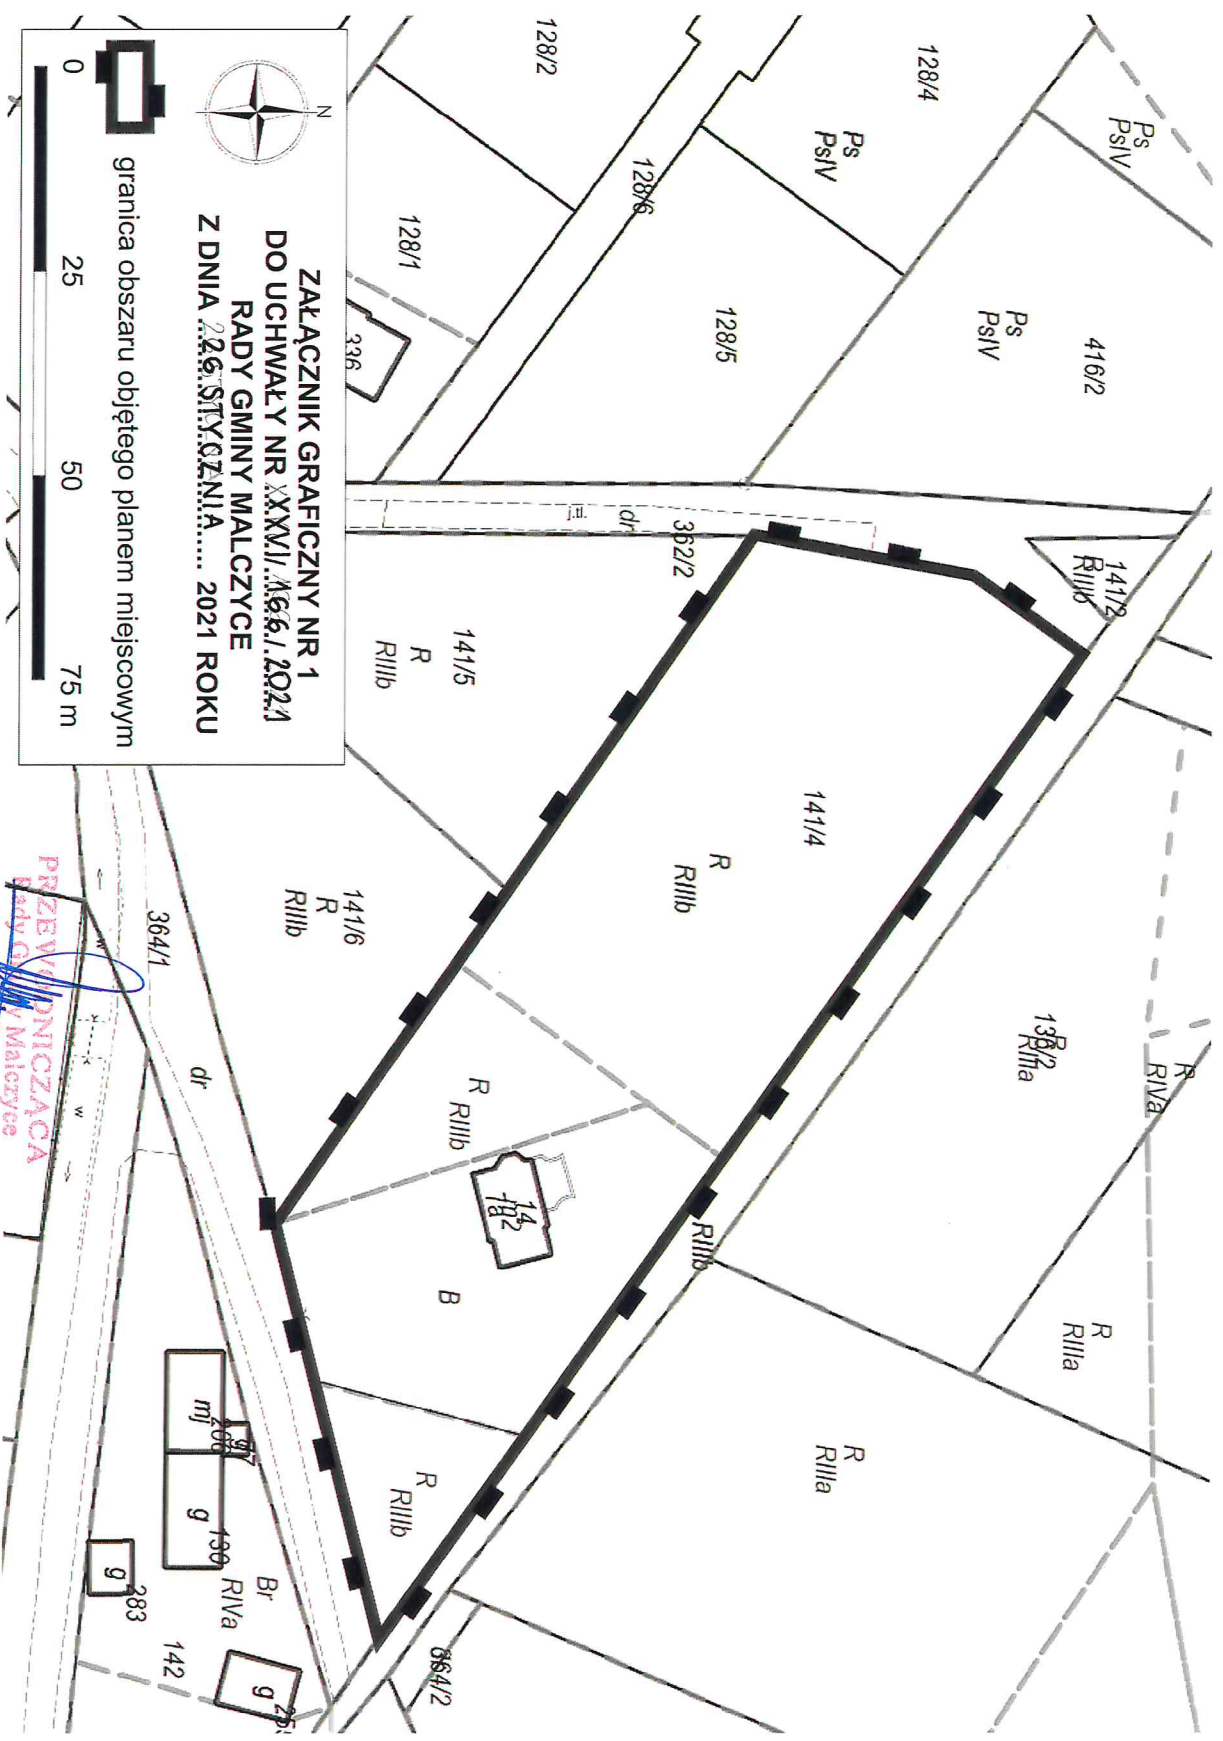 ZAŁĄCZNIK GRAFICZNY NR 1
DO UCHWAŁY NR XXXVI/166/2021
RADY GMINY MALCZYCE
Z DNIA 26 STYCZNIA..... 2021 ROKU
granica obszaru objętego planem miejscowym
0 25 50 75 m
N
128/2
128/4
Ps
PsIV
Ps
PsIV
128/6
128/1
128/5
Ps
PsIV
416/2
336
dr
362/2
141/2
RIIIb
141/5
R
RIIIb
141/4
R
RIIIb
141/6
R
RIIIb
364/1
dr
136/2
RIIIa
R
RIVa
R
RIIIb
RIIIb
B
R
RIIIa
R
RIIIa
R
RIIIb
mj
g
130
g
283
Br
RIVa
142
g
364/2
w
w
PRZEWODNICZĄCA
Rady Gminy Malczyce